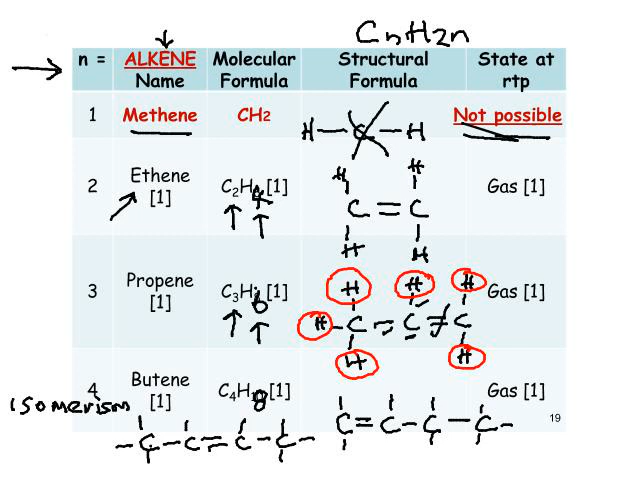 CnH2n
n = ALKENE Name Molecular Formula Structural Formula State at rtp
1 Methene CH2 H C H Not possible
2 Ethene [1] C2H4 [1] H H C = C H H Gas [1]
3 Propene [1] C3H6 [1] H H H H C C C H H Gas [1]
4 Butene [1] C4H8 [1] C = C - C - C - Gas [1]
isomerism
- C - C = C - C -
19